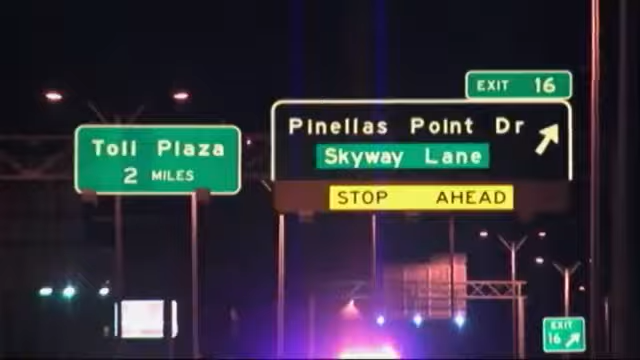 EXIT 16
Pinellas Point Dr
Skyway Lane
STOP AHEAD
Toll Plaza
2 MILES
EXIT
16